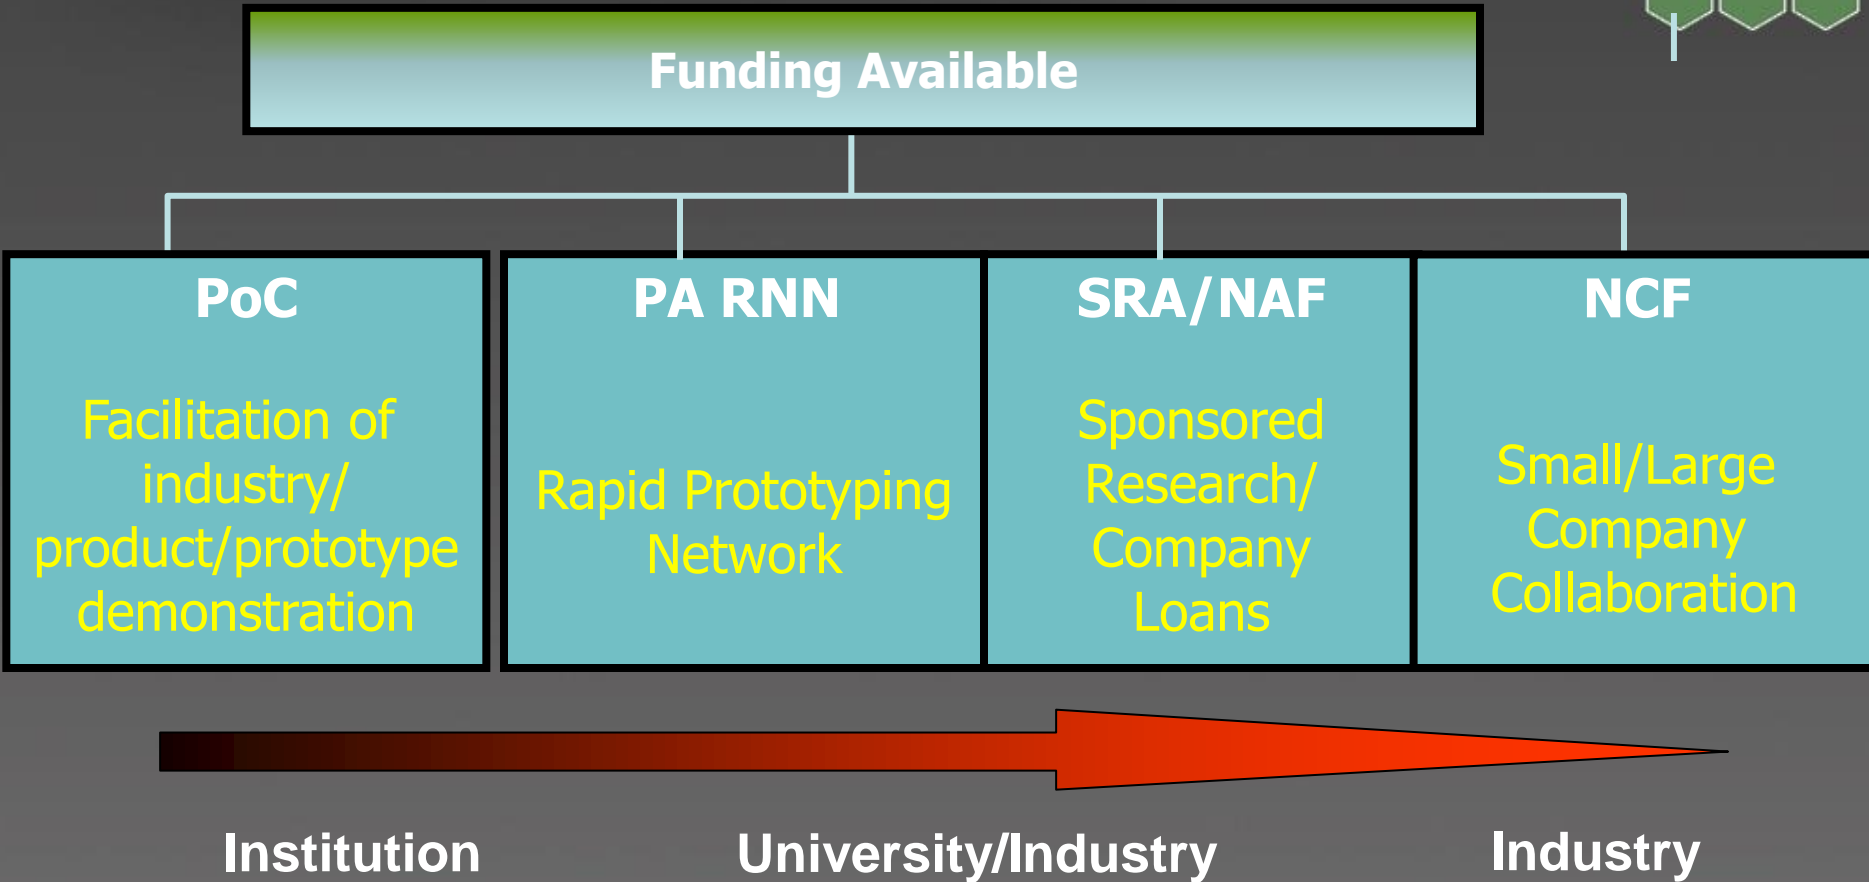 Funding Available
PoC
Facilitation of
industry/
product/prototype
demonstration
PA RNN
Rapid Prototyping
Network
SRA/NAF
Sponsored
Research/
Company
Loans
NCF
Small/Large
Company
Collaboration
Institution
University/Industry
Industry